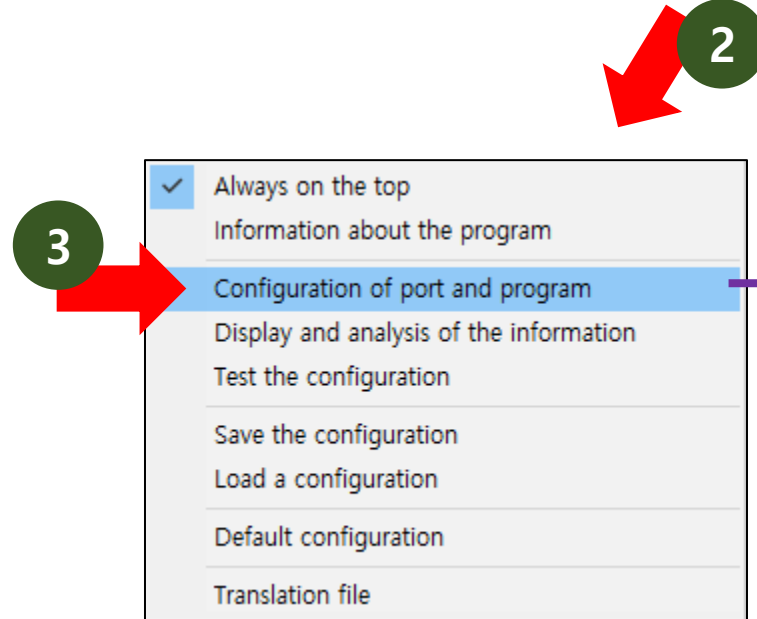 2
Always on the top
Information about the program
3
Configuration of port and program
Display and analysis of the information
Test the configuration
Save the configuration
Load a configuration
Default configuration
Translation file